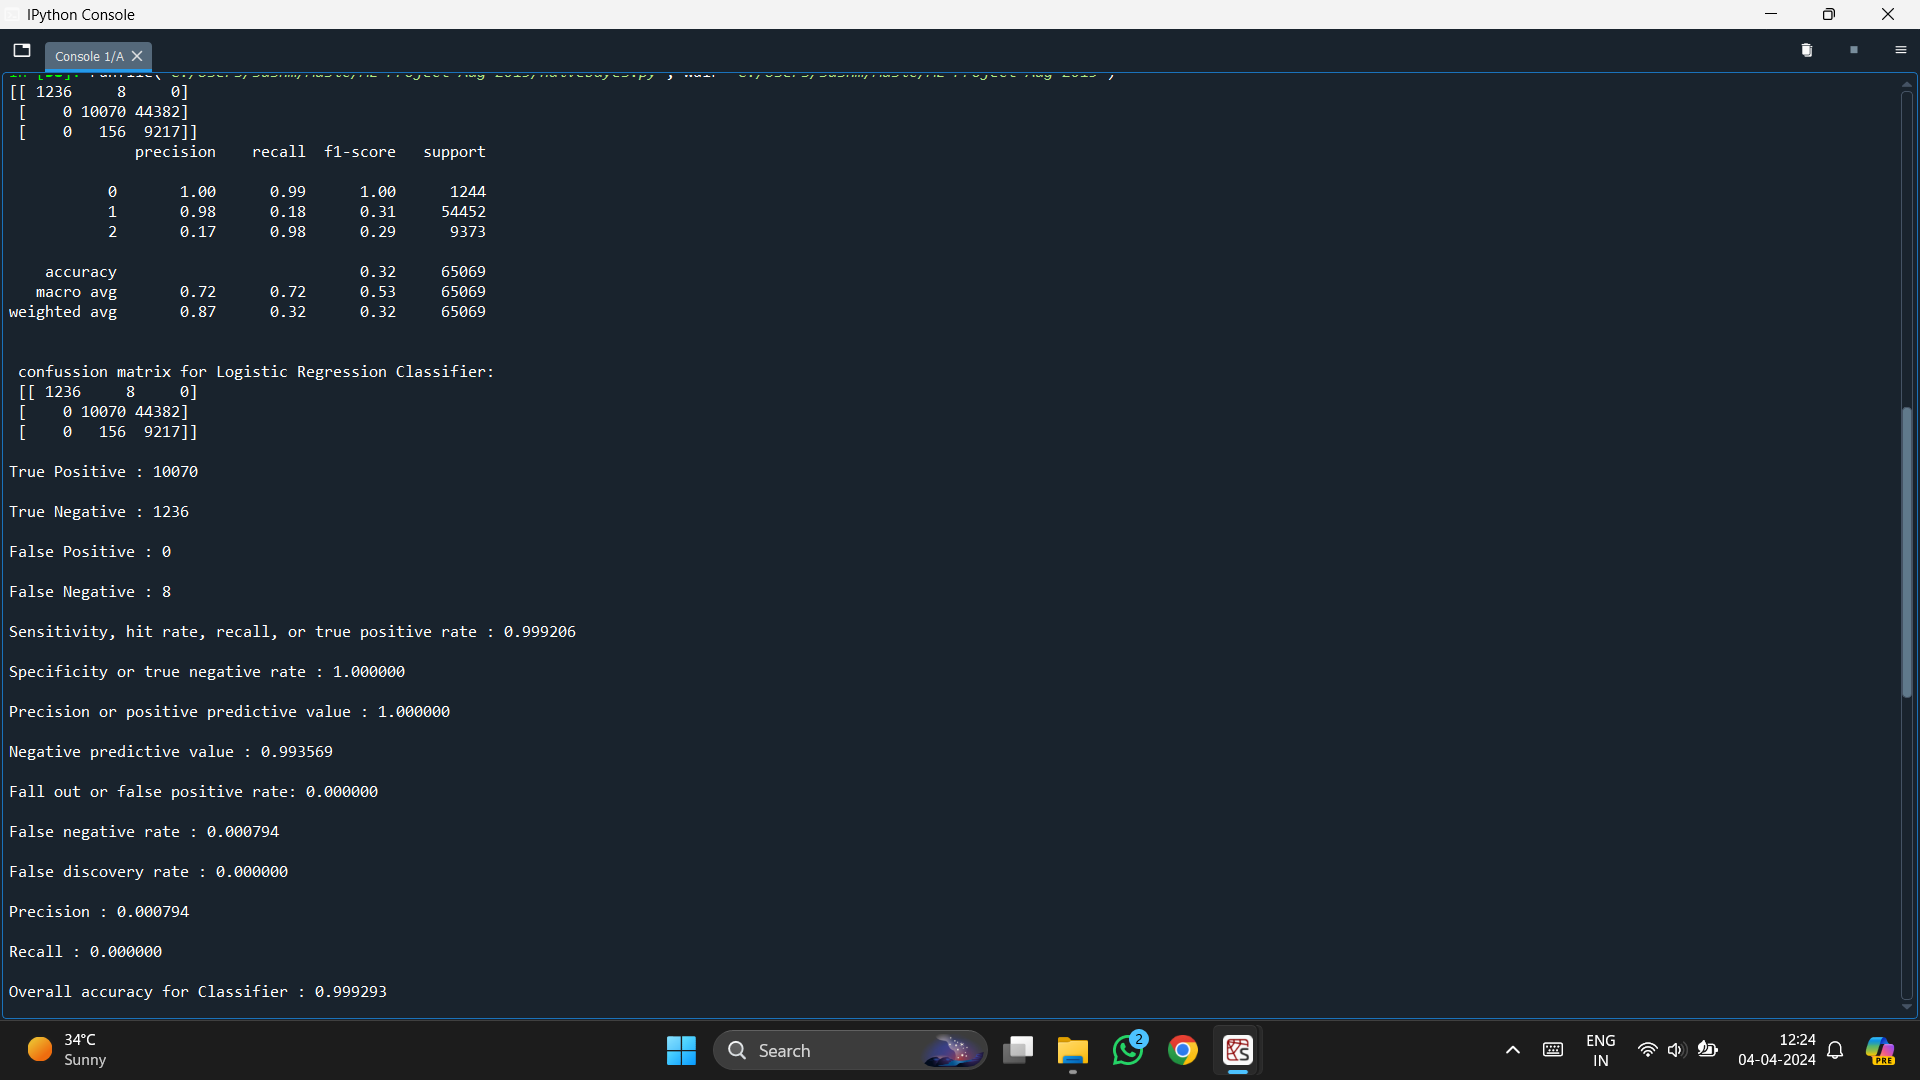 IPython Console
Console 1/A
[[ 1236     8     0]
 [    0 10070 44382]
 [    0   156  9217]]
              precision    recall  f1-score   support
           0       1.00      0.99      1.00      1244
           1       0.98      0.18      0.31     54452
           2       0.17      0.98      0.29      9373
    accuracy                           0.32     65069
   macro avg       0.72      0.72      0.53     65069
weighted avg       0.87      0.32      0.32     65069
 confussion matrix for Logistic Regression Classifier:
 [[ 1236     8     0]
 [    0 10070 44382]
 [    0   156  9217]]
True Positive : 10070
True Negative : 1236
False Positive : 0
False Negative : 8
Sensitivity, hit rate, recall, or true positive rate : 0.999206
Specificity or true negative rate : 1.000000
Precision or positive predictive value : 1.000000
Negative predictive value : 0.993569
Fall out or false positive rate: 0.000000
False negative rate : 0.000794
False discovery rate : 0.000000
Precision : 0.000794
Recall : 0.000000
Overall accuracy for Classifier : 0.999293
34°C
Sunny
Search
2
ENG
IN
12:24
04-04-2024
PRE